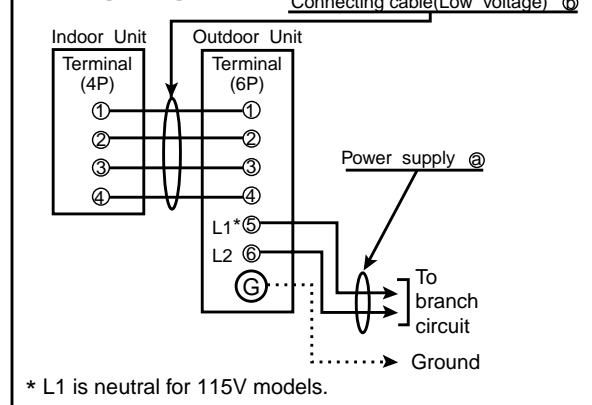 Connecting cable(Low voltage) ⓑ
Indoor Unit Outdoor Unit
Terminal Terminal
(4P) (6P)
① ①
② ②
③ ③
④ ④
Power supply ⓐ
L1*⑤
L2 ⑥
G
To
branch
circuit
Ground
* L1 is neutral for 115V models.